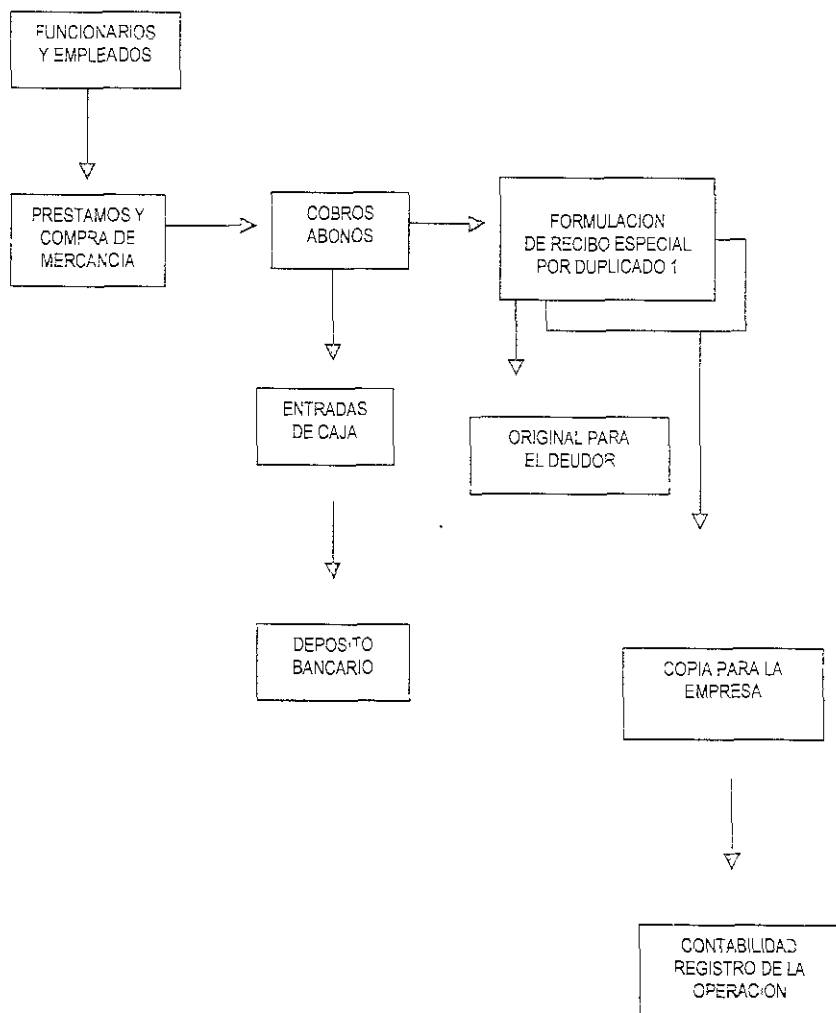 FUNCIONARIOS
Y EMPLEADOS
PRESTAMOS Y
COMPRA DE
MERCANCIA
COBROS
ABONOS
FORMULACION
DE RECIBO ESPECIAL
POR DUPLICADO 1
ENTRADAS
DE CAJA
ORIGINAL PARA
EL DEUDOR
DEPOSITO
BANCARIO
COPIA PARA LA
EMPRESA
CONTABILIDAD
REGISTRO DE LA
OPERACION